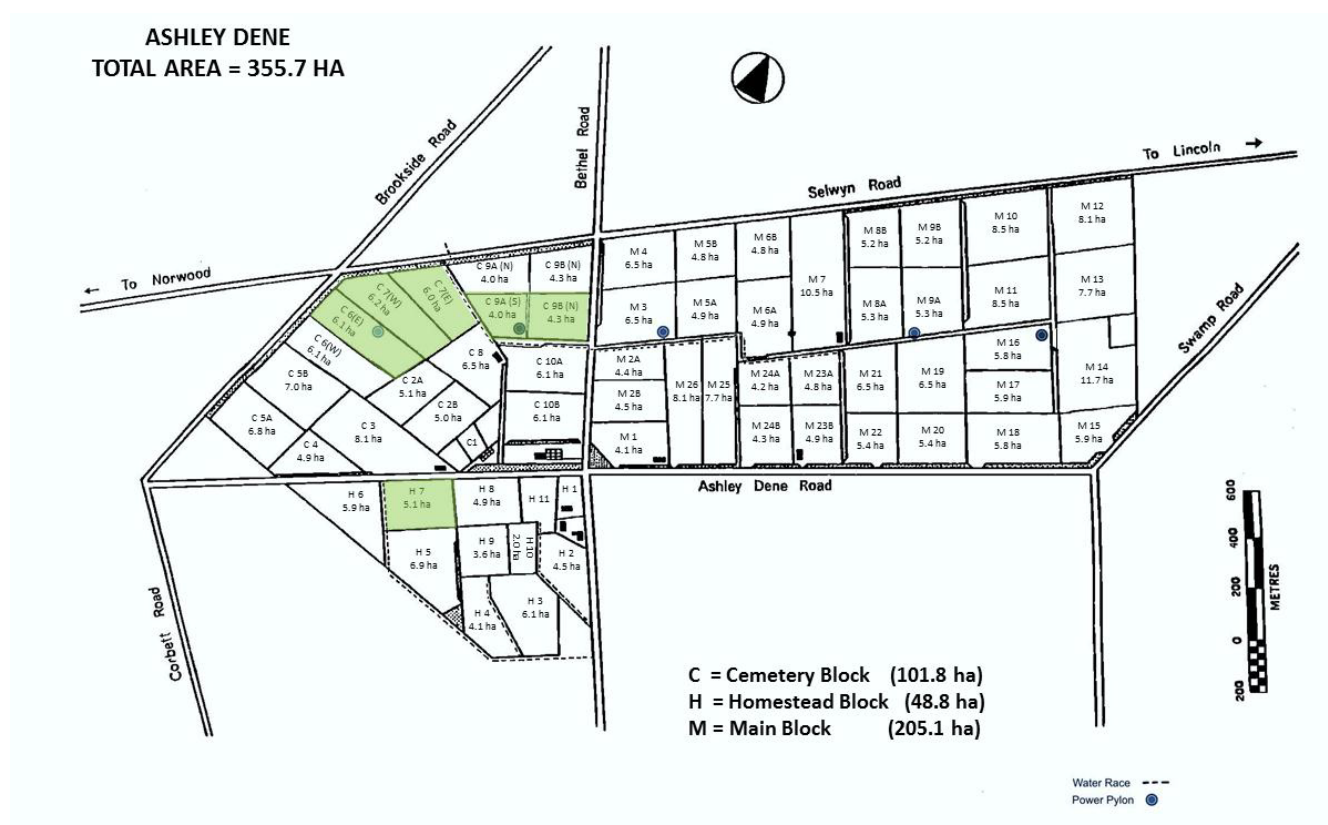 ASHLEY DENE
TOTAL AREA = 355.7 HA
Brookside Road
Bethel Road
Selwyn Road
To Lincoln
To Norwood
Swamp Road
Ashley Dene Road
Corbett Road
C 9A (N)
4.0 ha
C 9B (N)
4.3 ha
C 7(W)
6.2 ha
C 7(E)
6.0 ha
C 9A (S)
4.0 ha
C 9B (N)
4.3 ha
C 6(E)
6.1 ha
C 6(W)
6.1 ha
C 8
6.5 ha
C 10A
6.1 ha
C 5B
7.0 ha
C 2A
5.1 ha
C 2B
5.0 ha
C 10B
6.1 ha
C 5A
6.8 ha
C 3
8.1 ha
C 4
4.9 ha
C1
M 4
6.5 ha
M 5B
4.8 ha
M 6B
4.8 ha
M 7
10.5 ha
M 8B
5.2 ha
M 9B
5.2 ha
M 10
8.5 ha
M 12
8.1 ha
M 3
6.5 ha
M 5A
4.9 ha
M 6A
4.9 ha
M 8A
5.3 ha
M 9A
5.3 ha
M 11
8.5 ha
M 13
7.7 ha
M 2A
4.4 ha
M 2B
4.5 ha
M 1
4.1 ha
M 26
8.1 ha
M 25
7.7 ha
M 24A
4.2 ha
M 23A
4.8 ha
M 24B
4.3 ha
M 23B
4.9 ha
M 21
6.5 ha
M 19
6.5 ha
M 22
5.4 ha
M 20
5.4 ha
M 16
5.8 ha
M 17
5.9 ha
M 18
5.8 ha
M 14
11.7 ha
M 15
5.9 ha
H 6
5.9 ha
H 7
5.1 ha
H 8
4.9 ha
H 11
H 1
H 5
6.9 ha
H 9
3.6 ha
H 10
2.0 ha
H 2
4.5 ha
H 4
4.1 ha
H 3
6.1 ha
600
400
200
0
200
METRES
C = Cemetery Block (101.8 ha)
H = Homestead Block (48.8 ha)
M = Main Block (205.1 ha)
Water Race
Power Pylon